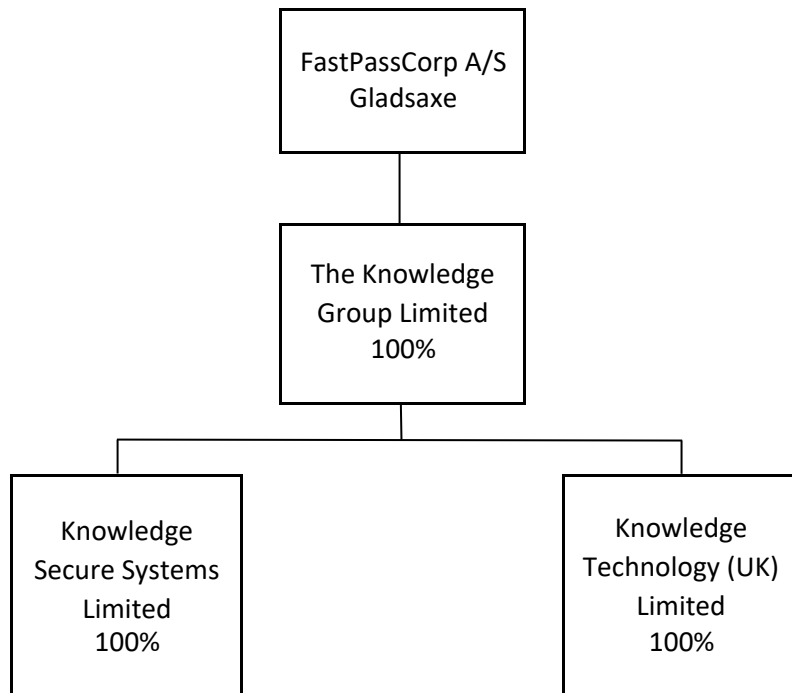 FastPassCorp A/S
Gladsaxe
The Knowledge
Group Limited
100%
Knowledge
Secure Systems
Limited
100%
Knowledge
Technology (UK)
Limited
100%